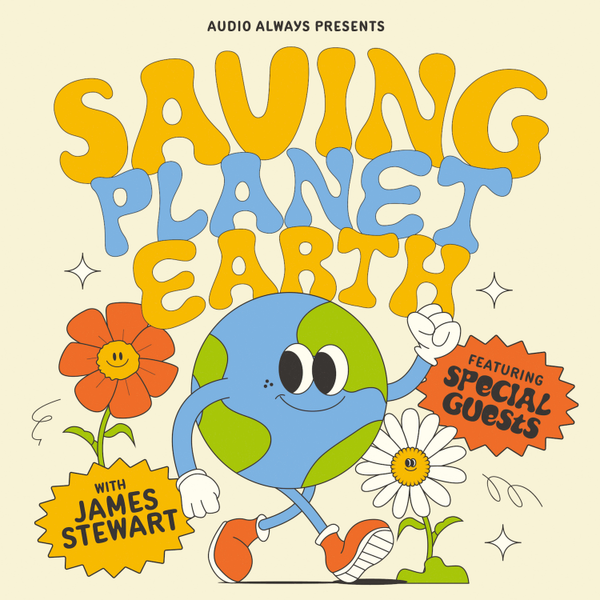 AUDIO ALWAYS PRESENTS
SAVING
PLANET
EARTH
FEATURING
SPECIAL
GUESTS
WITH
JAMES
STEWART